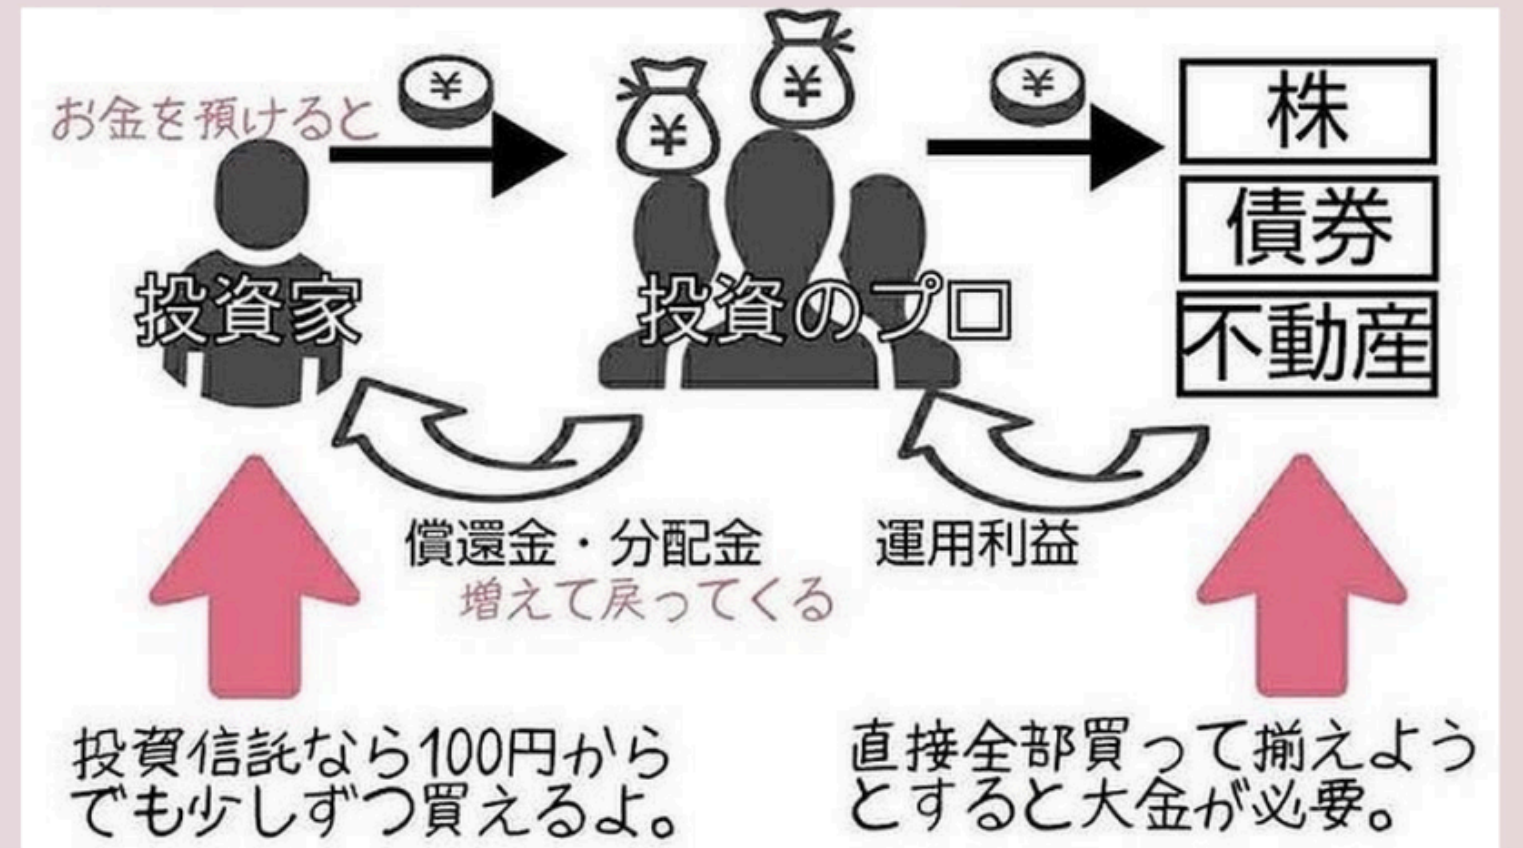 お金を預けると
¥
¥
¥
¥
株
債券
不動産
投資家
投資のプロ
償還金・分配金
増えて戻ってくる
運用利益
投資信託なら100円から
でも少しずつ買えるよ。
直接全部買って揃えよう
とすると大金が必要。